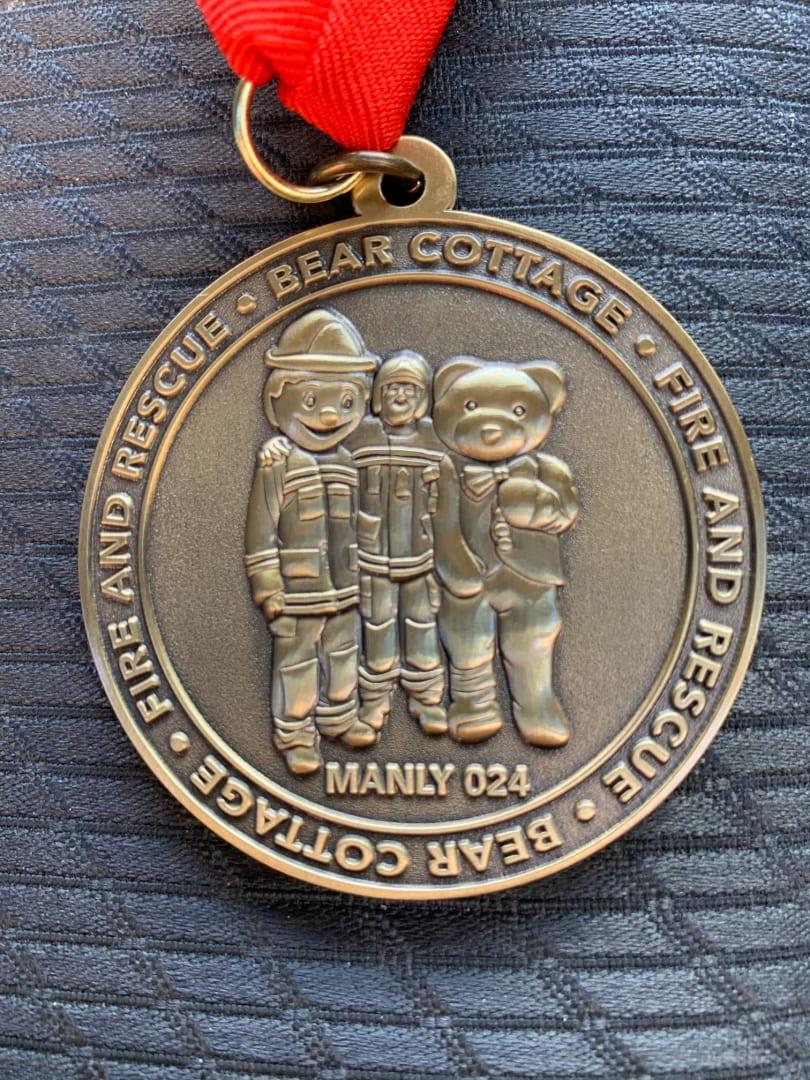 BEAR COTTAGE • FIRE AND RESCUE • BEAR COTTAGE • FIRE AND RESCUE •
MANLY 024